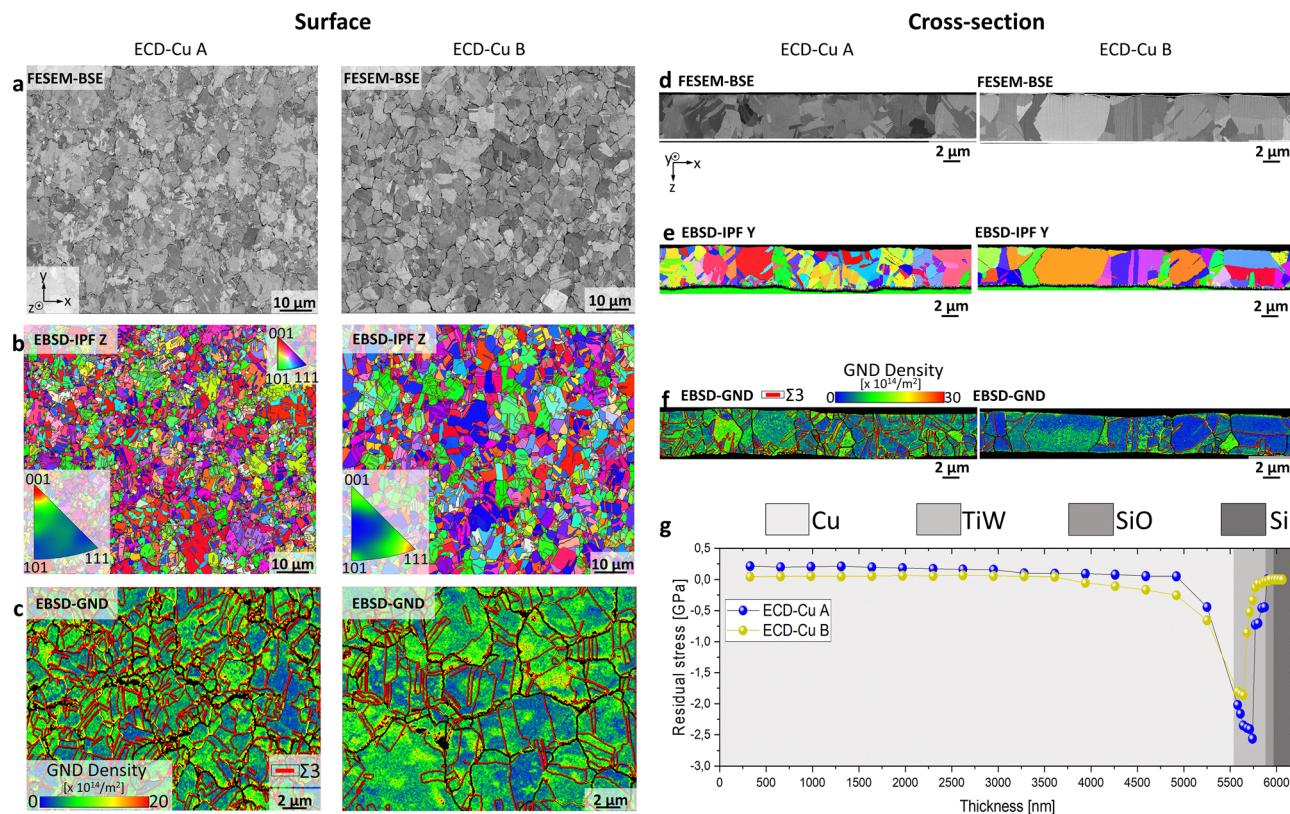 Surface
ECD-Cu A
ECD-Cu B
a
FESEM-BSE
FESEM-BSE
y
x
z
10 μm
10 μm
b
EBSD-IPF Z
001
101
111
EBSD-IPF Z
001
101
111
10 μm
001
101
111
10 μm
c
EBSD-GND
EBSD-GND
GND Density
[x 10¹⁴/m²]
0
20
Σ3
2 μm
2 μm
Cross-section
ECD-Cu A
ECD-Cu B
d
FESEM-BSE
FESEM-BSE
2 μm
2 μm
y
x
z
e
EBSD-IPF Y
EBSD-IPF Y
2 μm
2 μm
f
EBSD-GND
Σ3
GND Density
[x 10¹⁴/m²]
0
30
EBSD-GND
2 μm
2 μm
g
Cu
TiW
SiO
Si
Residual stress [GPa]
0,5
0,0
-0,5
-1,0
-1,5
-2,0
-2,5
-3,0
ECD-Cu A
ECD-Cu B
0 500 1000 1500 2000 2500 3000 3500 4000 4500 5000 5500 6000
Thickness [nm]